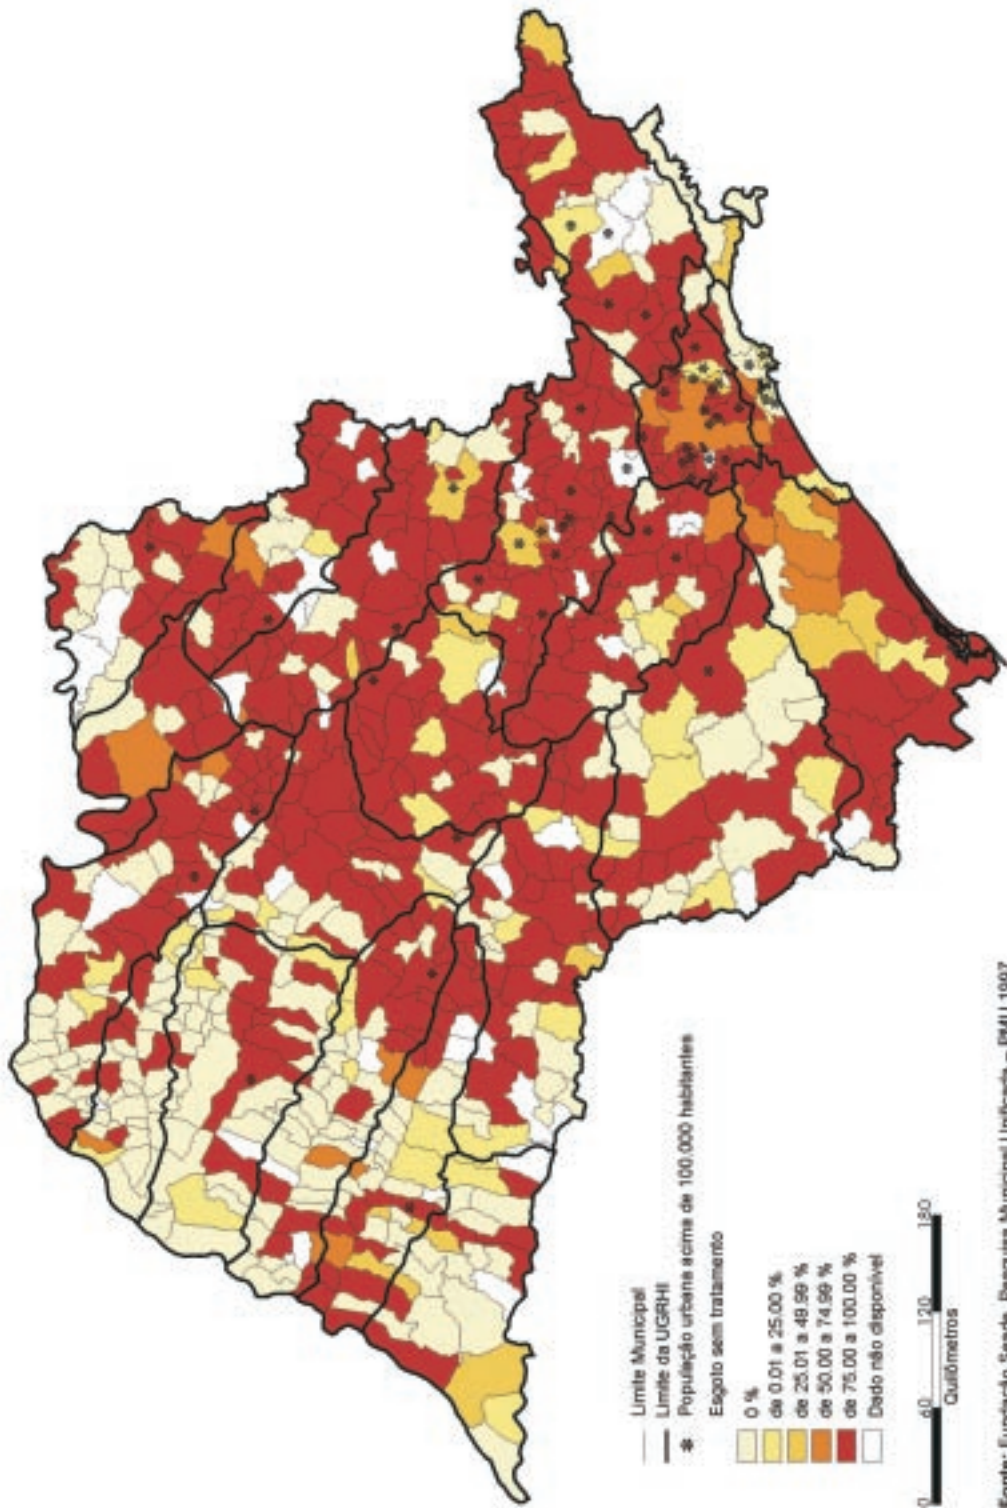 Limite Municipal
Limite da UGRHI
* População urbana acima de 100.000 habitantes
Esgoto sem tratamento
0 %
de 0.01 a 25.00 %
de 25.01 a 49.99 %
de 50.00 a 74.99 %
de 75.00 a 100.00 %
Dado não disponível
0 60 120 180
Quilômetros
Fonte: Fundação Seade. Pesquisa Municipal Unificada – PMU 1997